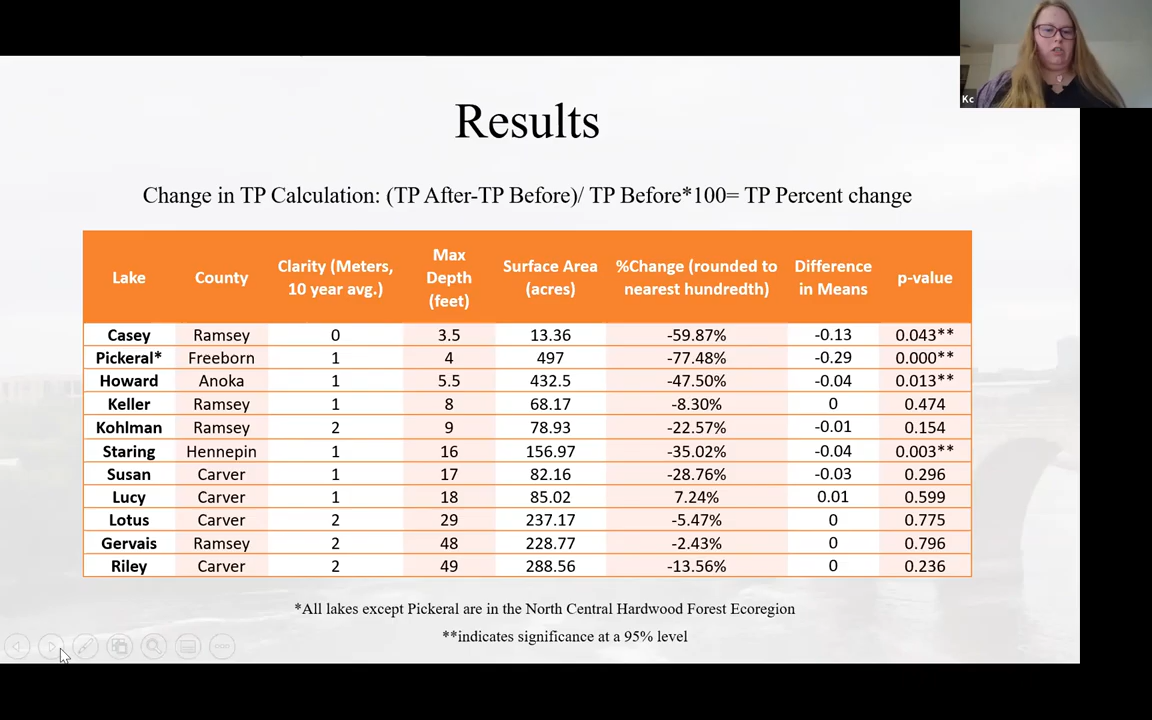 Kc
Results
Change in TP Calculation: (TP After-TP Before)/ TP Before*100= TP Percent change
Lake County Clarity (Meters, 10 year avg.) Max Depth (feet) Surface Area (acres) %Change (rounded to nearest hundredth) Difference in Means p-value
Casey Ramsey 0 3.5 13.36 -59.87% -0.13 0.043**
Pickeral* Freeborn 1 4 497 -77.48% -0.29 0.000**
Howard Anoka 1 5.5 432.5 -47.50% -0.04 0.013**
Keller Ramsey 1 8 68.17 -8.30% 0 0.474
Kohlman Ramsey 2 9 78.93 -22.57% -0.01 0.154
Staring Hennepin 1 16 156.97 -35.02% -0.04 0.003**
Susan Carver 1 17 82.16 -28.76% -0.03 0.296
Lucy Carver 1 18 85.02 7.24% 0.01 0.599
Lotus Carver 2 29 237.17 -5.47% 0 0.775
Gervais Ramsey 2 48 228.77 -2.43% 0 0.796
Riley Carver 2 49 288.56 -13.56% 0 0.236
*All lakes except Pickeral are in the North Central Hardwood Forest Ecoregion
**indicates significance at a 95% level